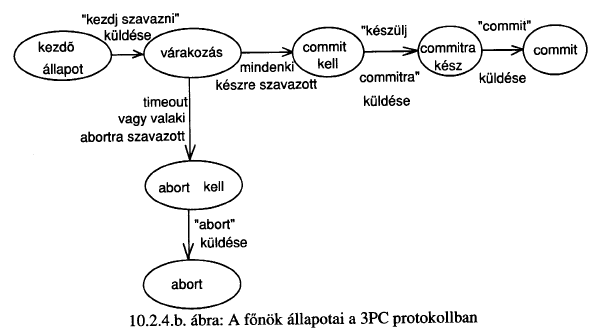 "kezdj szavazni"
küldése
kezdő
állapot
várakozás
mindenki
készre szavazott
commit
kell
"készülj
commitra"
küldése
commitra
kész
"commit"
küldése
commit
timeout
vagy valaki
abortra szavazott
abort kell
"abort"
küldése
abort
10.2.4.b. ábra: A főnök állapotai a 3PC protokollban